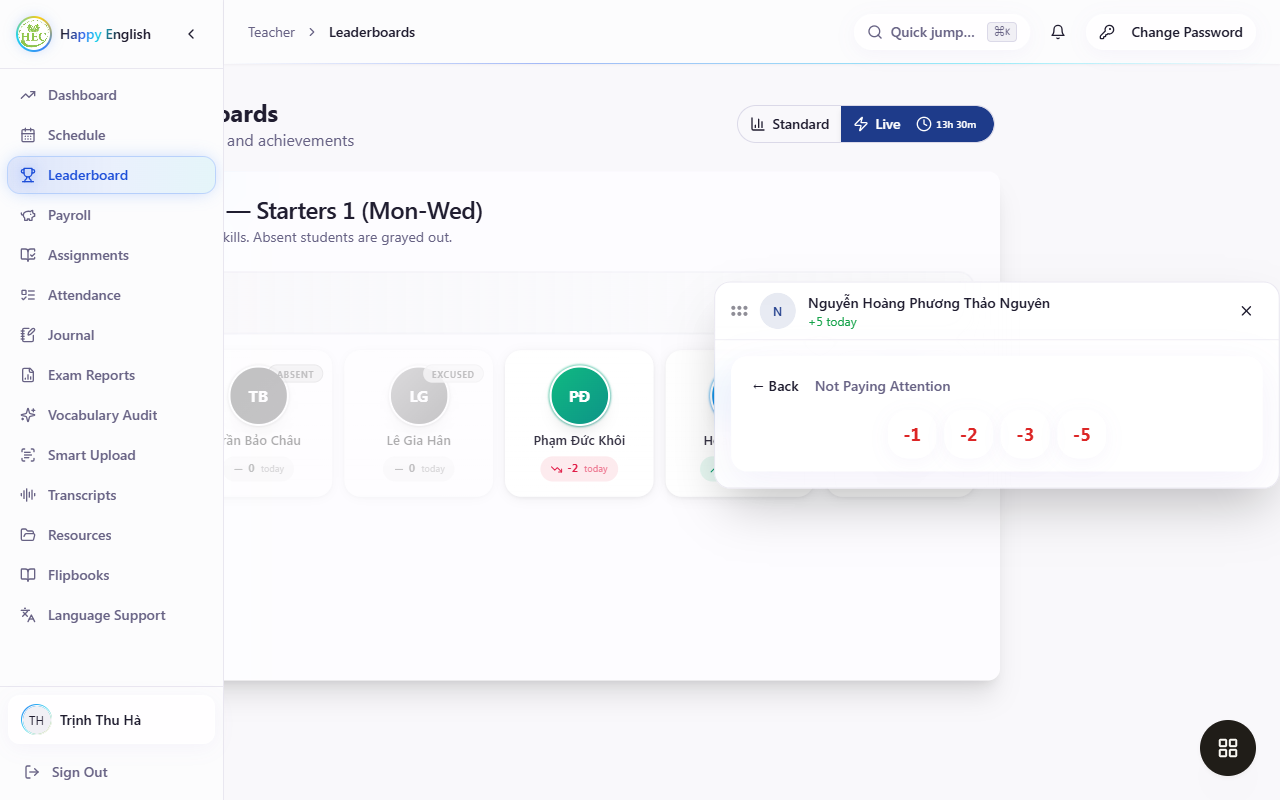 HEC
Happy English
Dashboard
Schedule
Leaderboard
Payroll
Assignments
Attendance
Journal
Exam Reports
Vocabulary Audit
Smart Upload
Transcripts
Resources
Flipbooks
Language Support
TH
Trịnh Thu Hà
Sign Out
Teacher
Leaderboards
Quick jump...
⌘K
Change Password
oards
and achievements
Standard
Live
13h 30m
— Starters 1 (Mon-Wed)
kills. Absent students are grayed out.
ABSENT
TB
rần Bảo Châu
— 0 today
EXCUSED
LG
Lê Gia Hân
— 0 today
PĐ
Phạm Đức Khôi
-2 today
N
Nguyễn Hoàng Phương Thảo Nguyên
+5 today
← Back
Not Paying Attention
-1
-2
-3
-5